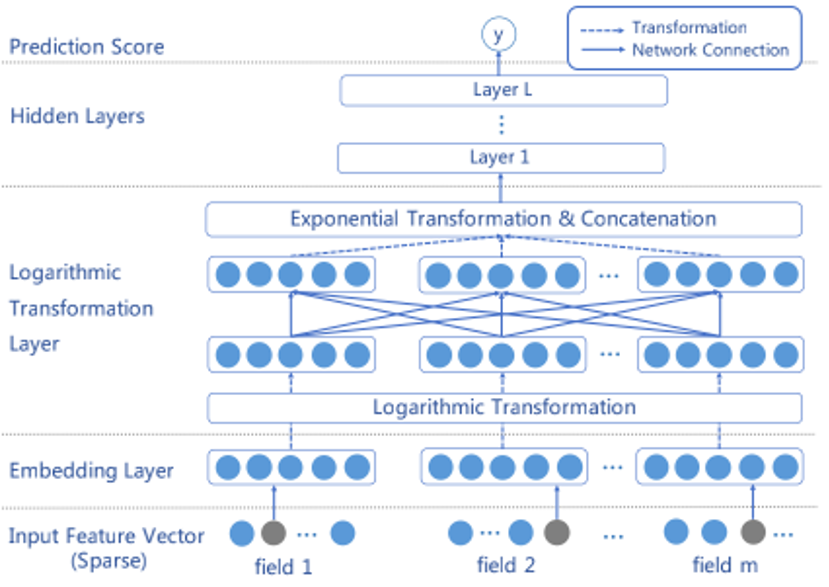 Prediction Score
y
Transformation
Network Connection
Hidden Layers
Layer L
Layer 1
Exponential Transformation & Concatenation
Logarithmic
Transformation
Layer
Logarithmic Transformation
Embedding Layer
Input Feature Vector
(Sparse)
field 1
field 2
field m